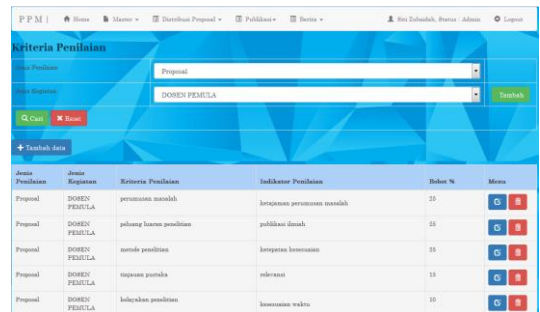 PPM | Home Master Distribusi Proposal Publikasi Berita Siti Zubaidah, Status : Admin Logout
Kriteria Penilaian
Jenis Penilaian Proposal
Jenis Kegiatan DOSEN PEMULA Tambah
Cari Reset
+ Tambah data
Jenis Penilaian Jenis Kegiatan Kriteria Penilaian Indikator Penilaian Bobot % Menu
Proposal DOSEN PEMULA perumusan masalah ketajaman perumusan masalah 25
Proposal DOSEN PEMULA peluang luaran penelitian publikasi ilmiah 25
Proposal DOSEN PEMULA metode penelitian ketepatan kesesuaian 25
Proposal DOSEN PEMULA tinjauan pustaka relevansi 15
Proposal DOSEN PEMULA kelayakan penelitian kesesuaian waktu 10